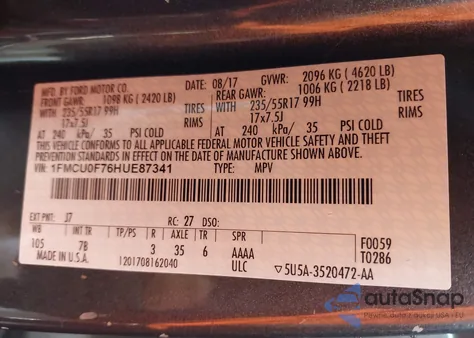 MFD. BY FORD MOTOR CO.
DATE: 08/17 GVWR: 2096 KG ( 4620 LB)
FRONT GAWR: 1098 KG ( 2420 LB) REAR GAWR: 1006 KG ( 2218 LB)
WITH 235/55R17 99H TIRES WITH 235/55R17 99H TIRES
17x7.5J RIMS 17x7.5J RIMS
AT 240 kPa/ 35 PSI COLD AT 240 kPa/ 35 PSI COLD
THIS VEHICLE CONFORMS TO ALL APPLICABLE FEDERAL MOTOR VEHICLE SAFETY AND THEFT
PREVENTION STANDARDS IN EFFECT ON THE DATE OF MANUFACTURE SHOWN ABOVE.
VIN: 1FMCU0F76HUE87341 TYPE: MPV
EXT PNT: J7 RC: 27 DSO:
WB INT TR TP/PS R AXLE TR SPR F0059
105 7B 3 35 6 AAAA T0286
MADE IN U.S.A. 1201708162040 ULC ▽5U5A-3520472-AA
autoSnap